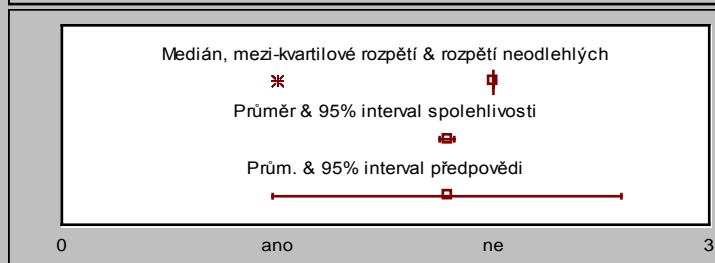 Medián, mezi-kvartilové rozpětí & rozpětí neodlehlých
Průměr & 95% interval spolehlivosti
Prům. & 95% interval předpovědi
0 ano ne 3